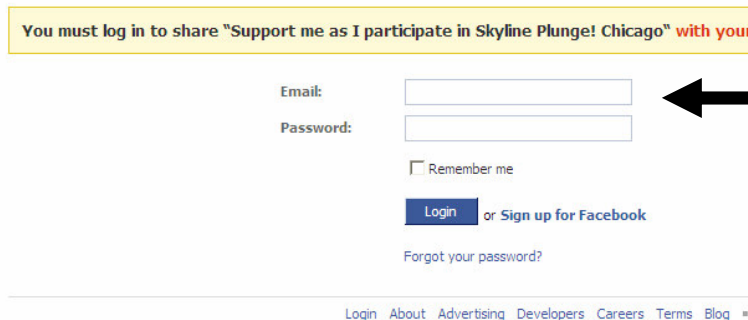 You must log in to share "Support me as I participate in Skyline Plunge! Chicago" with your
Email:
Password:
Remember me
Login or Sign up for Facebook
Forgot your password?
Login About Advertising Developers Careers Terms Blog